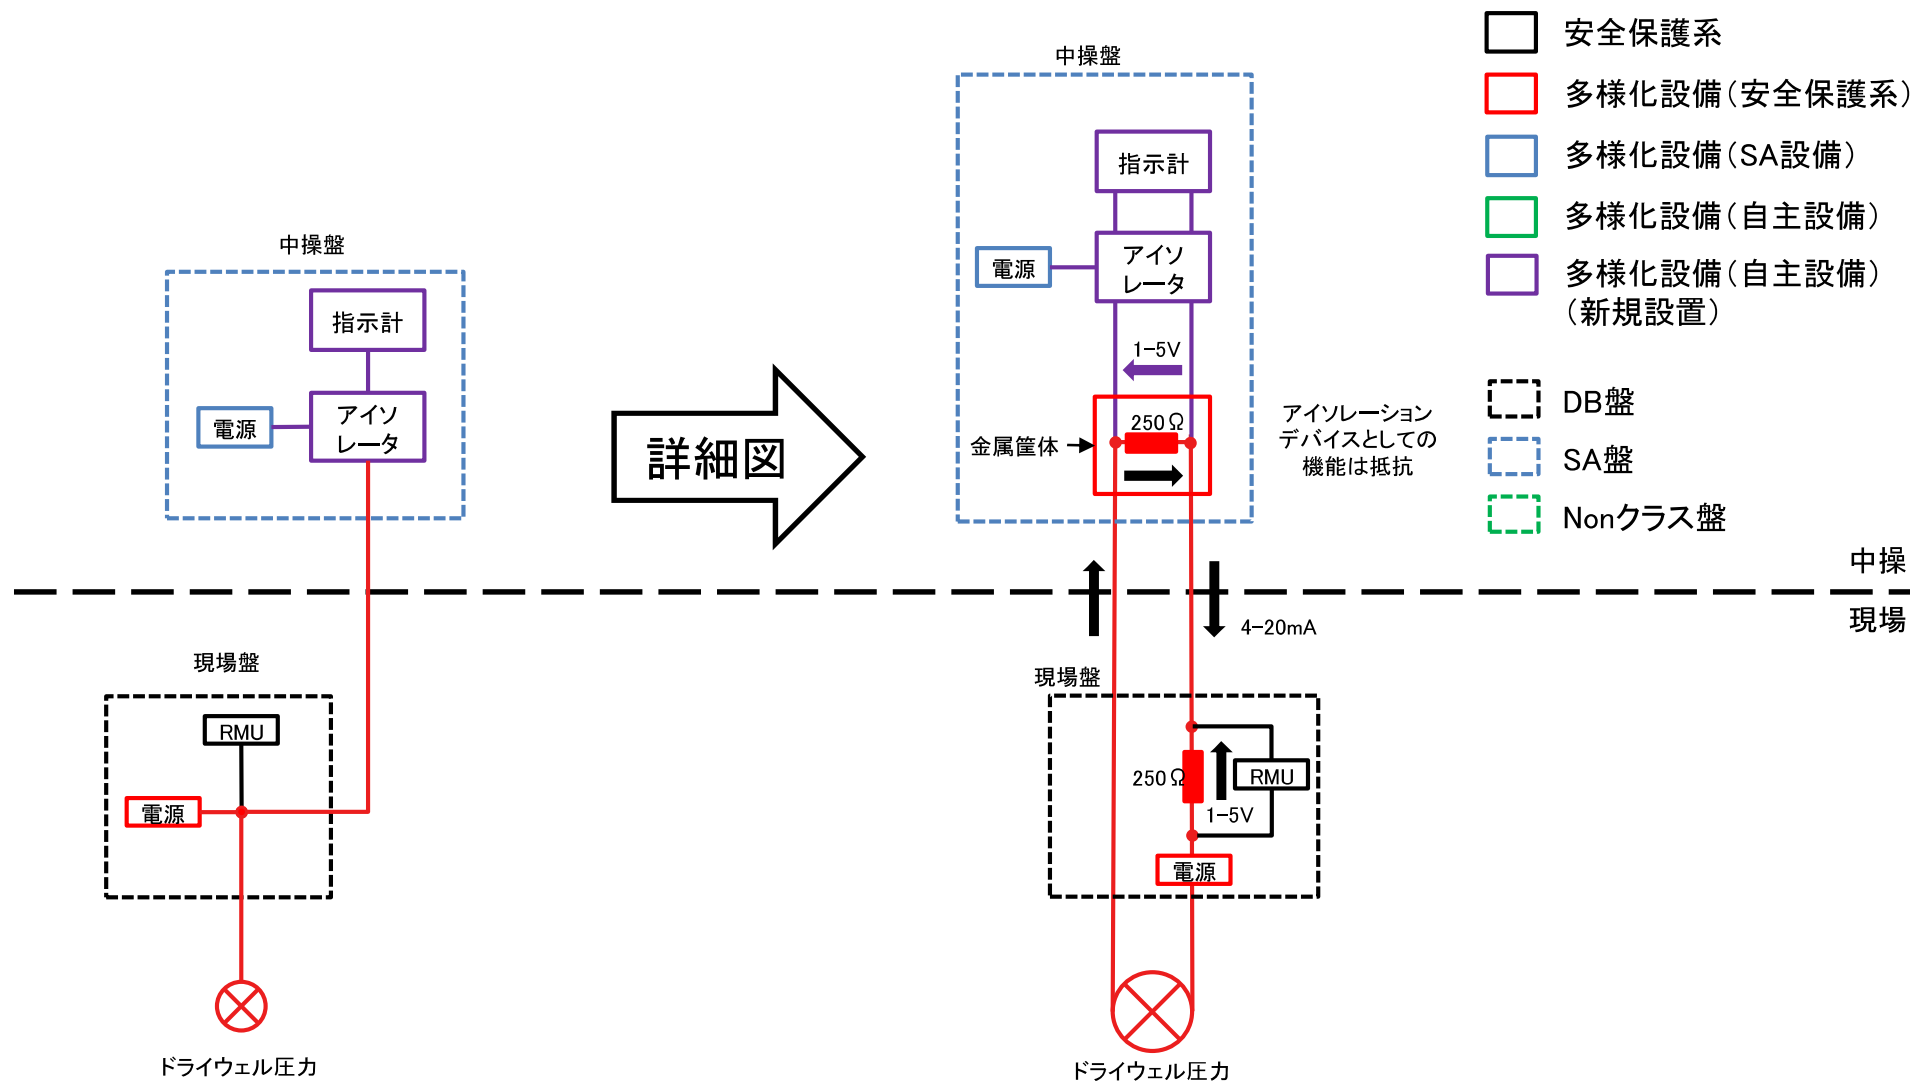 中操盤
指示計
アイソ
レータ
電源
現場盤
RMU
電源
ドライウェル圧力
詳細図
中操盤
指示計
アイソ
レータ
電源
1-5V
250Ω
金属筐体
アイソレーション
デバイスとしての
機能は抵抗
4-20mA
現場盤
250Ω
RMU
1-5V
電源
ドライウェル圧力
安全保護系
多様化設備(安全保護系)
多様化設備(SA設備)
多様化設備(自主設備)
多様化設備(自主設備)
(新規設置)
DB盤
SA盤
Nonクラス盤
中操
現場